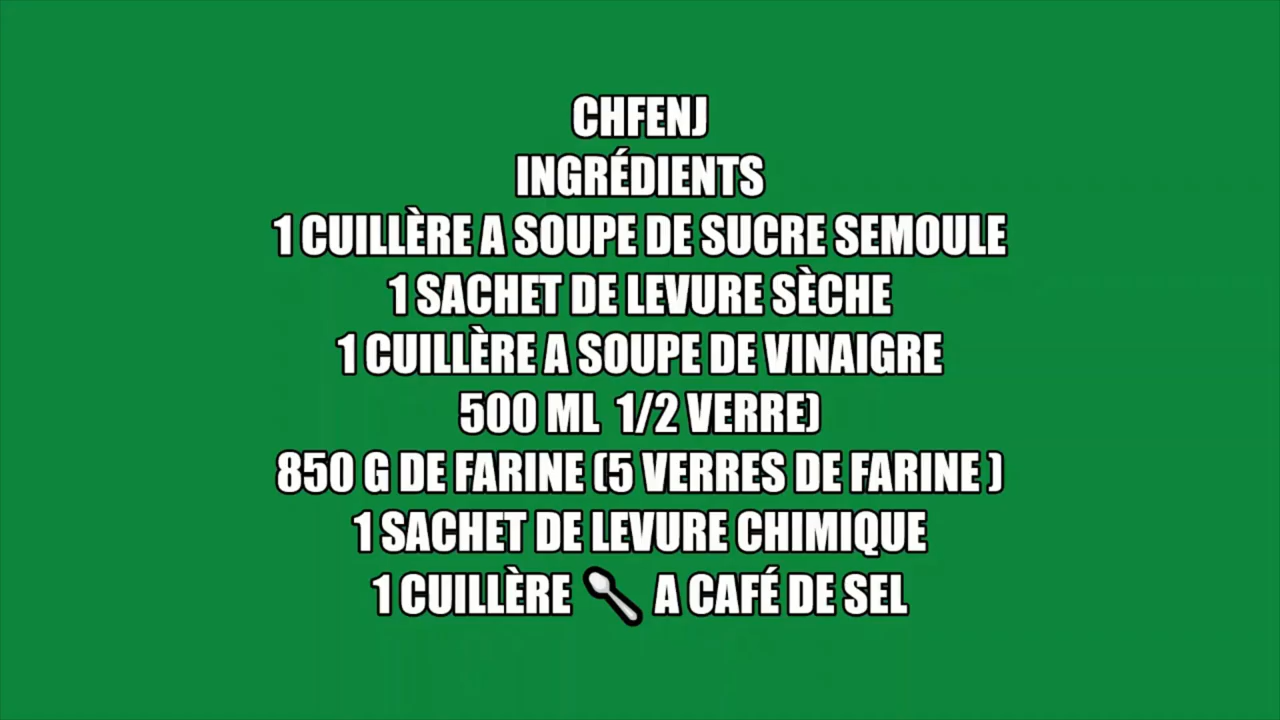 CHFENJ
INGRÉDIENTS
1 CUILLÈRE A SOUPE DE SUCRE SEMOULE
1 SACHET DE LEVURE SÈCHE
1 CUILLÈRE A SOUPE DE VINAIGRE
500 ML  1/2 VERRE)
850 G DE FARINE (5 VERRES DE FARINE )
1 SACHET DE LEVURE CHIMIQUE
1 CUILLÈRE 🥄 A CAFÉ DE SEL